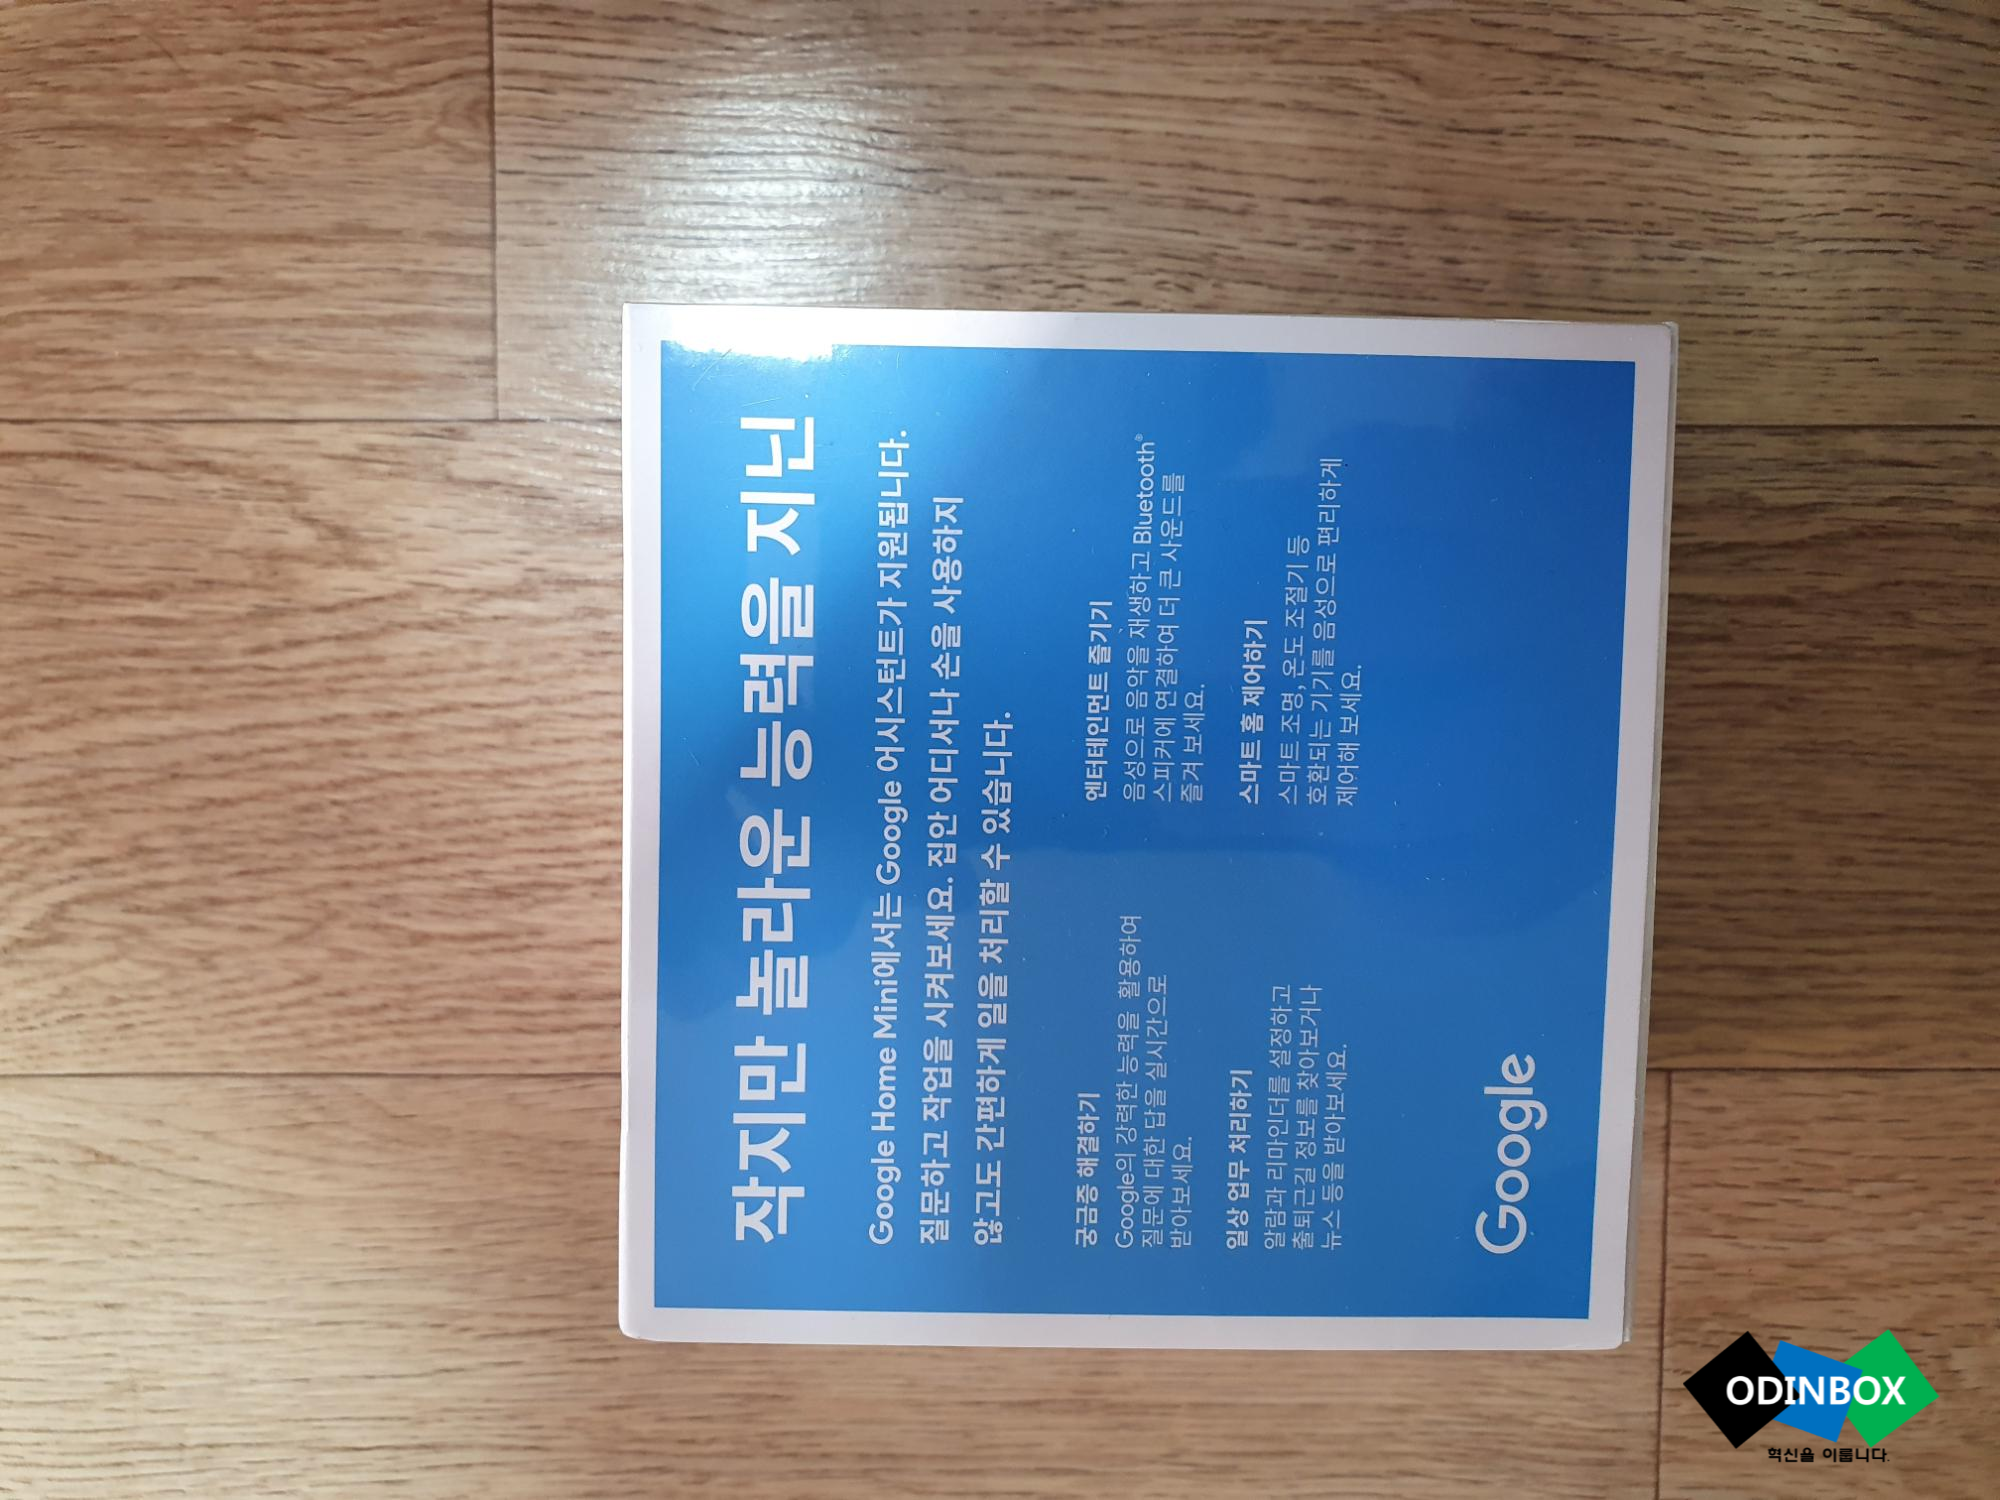 작지만 놀라운 능력을 지닌
Google Home Mini에서는 Google 어시스턴트가 지원됩니다.
질문하고 작업을 시켜보세요. 집안 어디서나 손을 사용하지
않고도 간편하게 일을 처리할 수 있습니다.
궁금증 해결하기
Google의 강력한 능력을 활용하여
질문에 대한 답을 실시간으로
받아보세요.
엔터테인먼트 즐기기
음성으로 음악을 재생하고 Bluetooth®
스피커에 연결하여 더 큰 사운드를
즐겨 보세요.
일상 업무 처리하기
알람과 리마인더를 설정하고
출퇴근길 정보를 찾아보거나
뉴스 등을 받아보세요.
스마트 홈 제어하기
스마트 조명, 온도 조절기 등
호환되는 기기를 음성으로 편리하게
제어해 보세요.
Google
ODINBOX
혁신을 이룹니다.